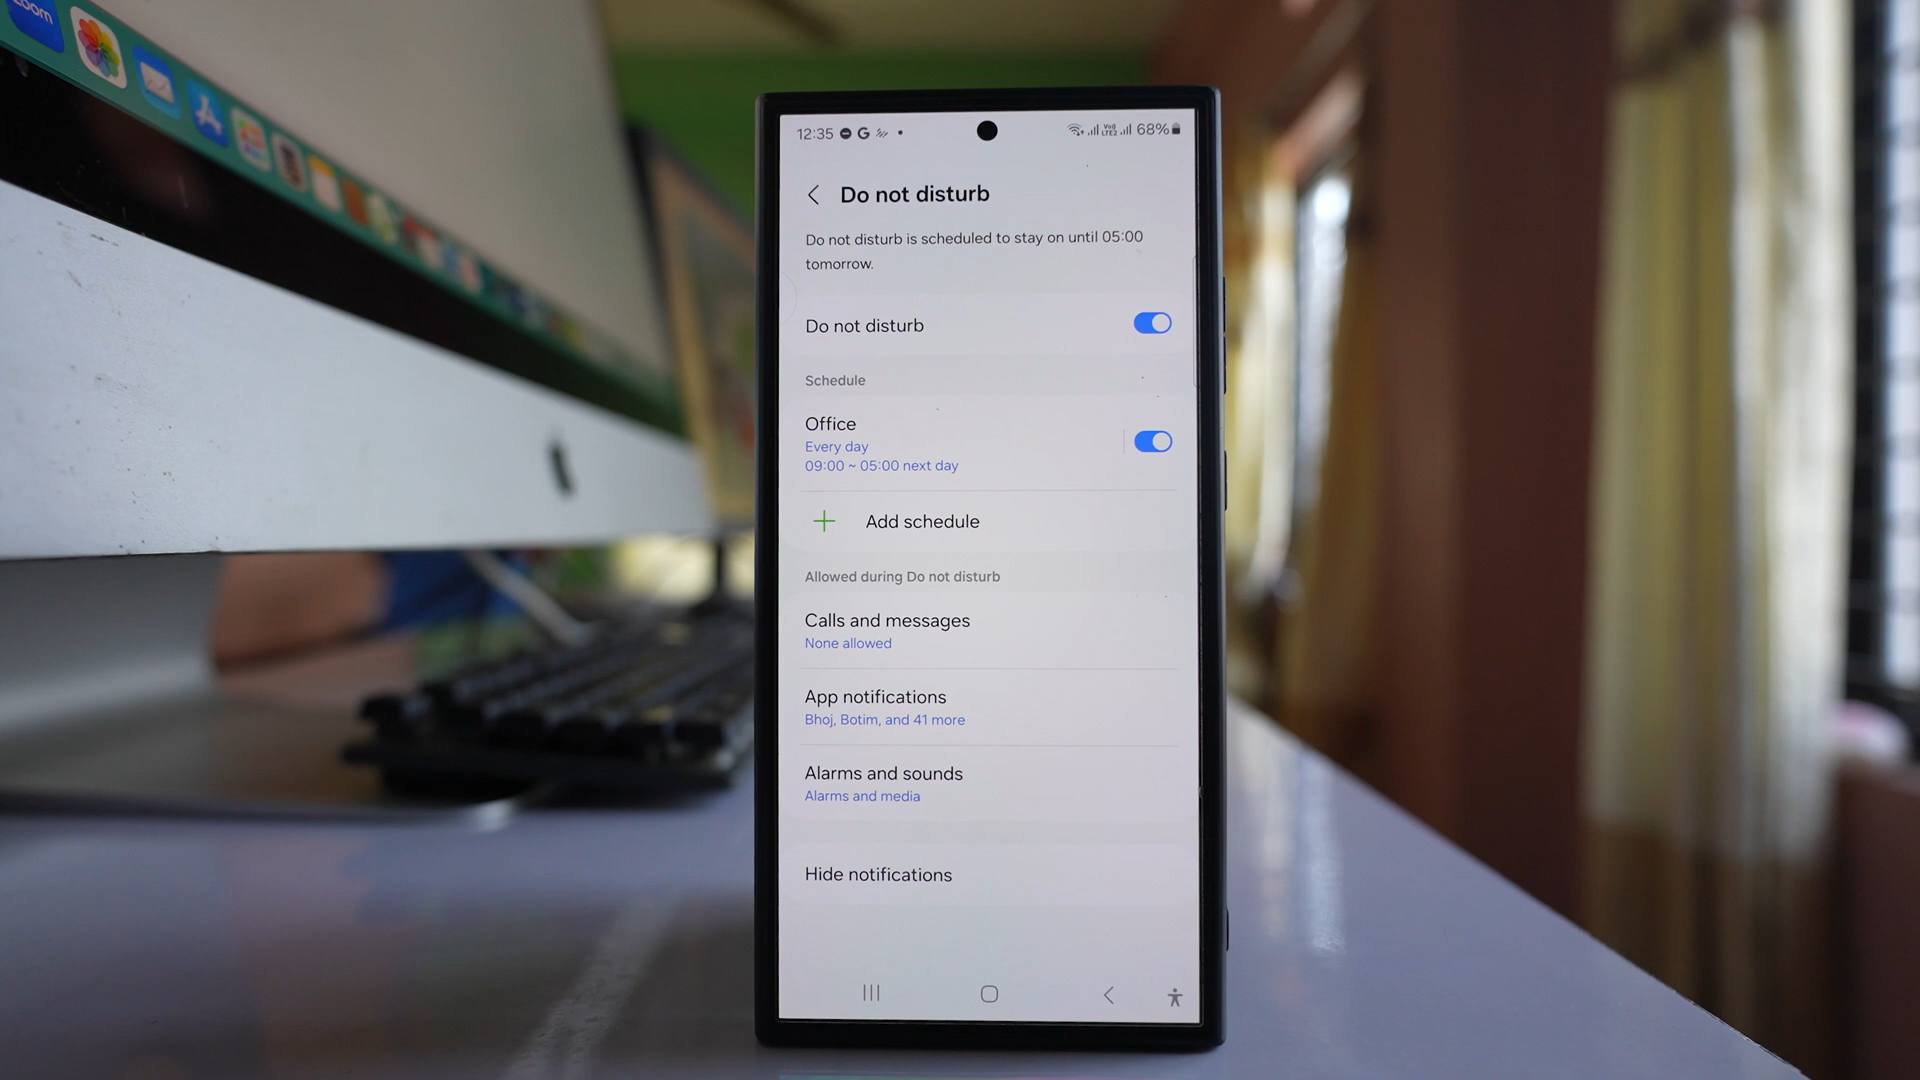 zoom
12:35
68%
Do not disturb
Do not disturb is scheduled to stay on until 05:00
tomorrow.
Do not disturb
Schedule
Office
Every day
09:00 ~ 05:00 next day
Add schedule
Allowed during Do not disturb
Calls and messages
None allowed
App notifications
Bhoj, Botim, and 41 more
Alarms and sounds
Alarms and media
Hide notifications